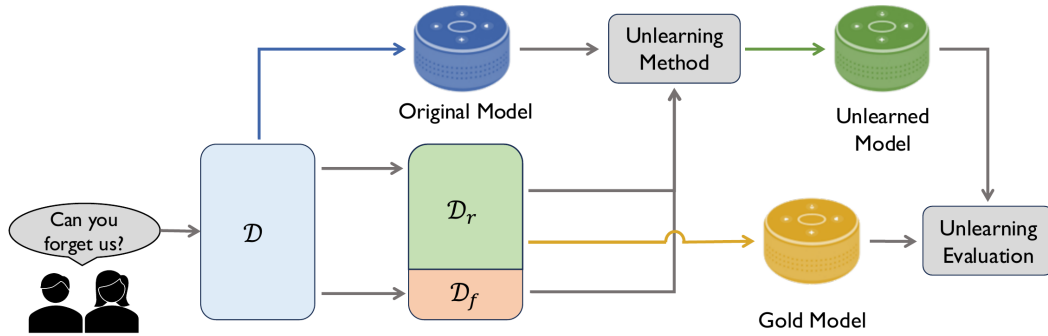 Unlearning
Method
Original Model
Unlearned
Model
Can you
forget us?
𝒟
𝒟r
𝒟f
Unlearning
Evaluation
Gold Model